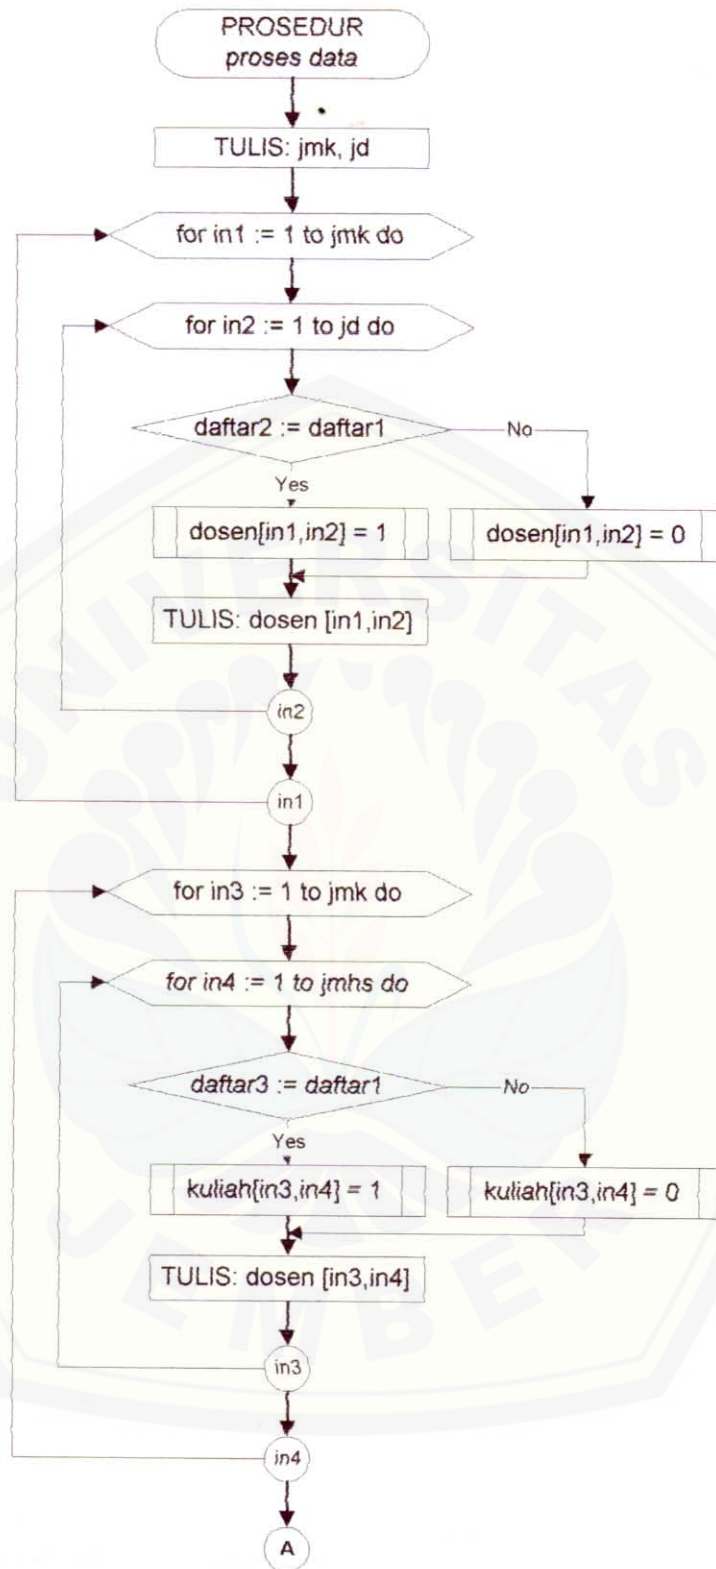 PROSEDUR
proses data
TULIS: jmk, jd
for in1 := 1 to jmk do
for in2 := 1 to jd do
daftar2 := daftar1
No
Yes
dosen[in1,in2] = 1
dosen[in1,in2] = 0
TULIS: dosen [in1,in2]
in2
in1
for in3 := 1 to jmk do
for in4 := 1 to jmhs do
daftar3 := daftar1
No
Yes
kuliah[in3,in4] = 1
kuliah[in3,in4] = 0
TULIS: dosen [in3,in4]
in3
in4
A
UNIVERSITAS
JEMBER